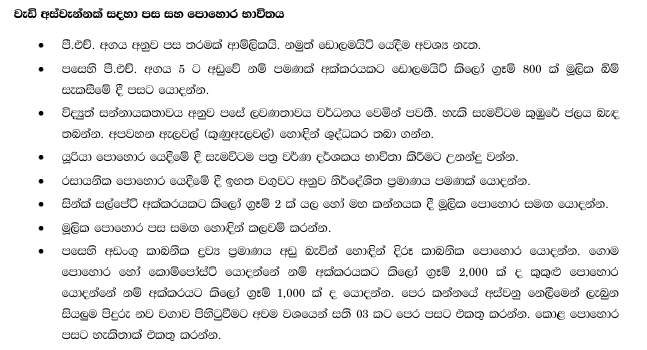 වැඩි අස්වැන්නක් සදහා පස සහ පොහොර භාවිතය
• පී.එච්. අගය අනුව පස තරමක් ආම්ලිකයි. නමුත් ඩොලමයිට් යෙදීම අවශ්‍ය නැත.
• පසෙහි පී.එච්. අගය 5 ට අඩුවේ නම් පමණක් අක්කරයකට ඩොලමයිට් කිලෝ ග්‍රෑම් 800 ක් මූලික බිම්
සැකසීමේ දී පසට යොදන්න.
• විද්‍යුත් සන්නායකතාවය අනුව පසේ ලවණතාවය වර්ධනය වෙමින් පවතී. හැකි සැමවිටම කුඹුරේ ජලය බැඳ
තබන්න. අපවහන ඇලවල් (කුණුඇලවල්) හොඳින් ශුද්ධකර තබා ගන්න.
• යූරියා පොහොර යෙදීමේ දී සැමවිටම පත්‍ර වර්ණ දර්ශකය භාවිතා කිරීමට උනන්දු වන්න.
• රසායනික පොහොර යෙදීමේ දී ඉහත වගුවට අනුව නිර්දේශිත ප්‍රමාණය පමණක් යොදන්න.
• සින්ක් සල්පේට් අක්කරයකට කිලෝ ග්‍රෑම් 2 ක් යල හෝ මහ කන්නයක දී මූලික පොහොර සමඟ යොදන්න.
• මූලික පොහොර පස සමඟ හොඳින් කලවම් කරන්න.
• පසෙහි අඩංගු කාබනික ද්‍රව්‍ය ප්‍රමාණය අඩු බැවින් හොඳින් දිරූ කාබනික පොහොර යොදන්න. ගොම
පොහොර හෝ කොම්පෝස්ට් යොදන්නේ නම් අක්කරයකට කිලෝ ග්‍රෑම් 2,000 ක් ද කුකුළු පොහොර
යොදන්නේ නම් අක්කරයට කිලෝ ග්‍රෑම් 1,000 ක් ද යොදන්න. පෙර කන්නයේ අස්වනු නෙලීමෙන් ලැබුන
සියලුම පිදුරු නව වගාව පිහිටුවීමට අවම වශයෙන් සති 03 කට පෙර පසට එකතු කරන්න. කොළ පොහොර
පසට හැකිතාක් එකතු කරන්න.